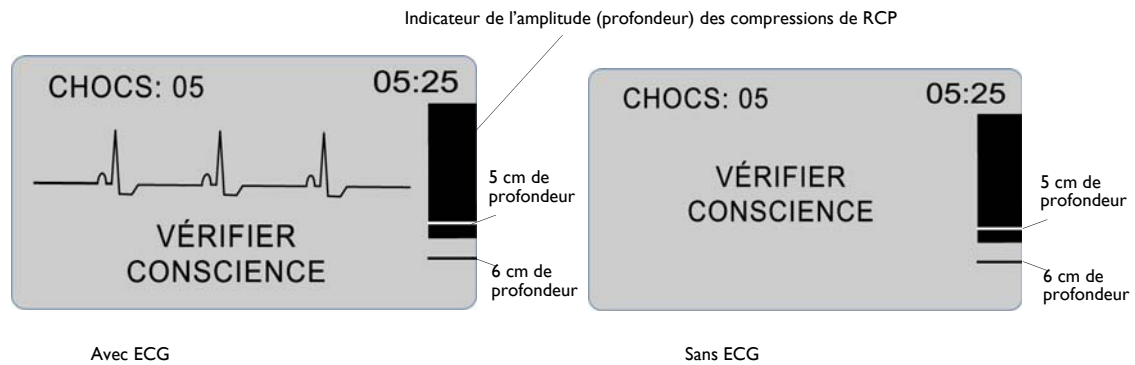 Indicateur de l’amplitude (profondeur) des compressions de RCP
CHOCS: 05
05:25
5 cm de
profondeur
VÉRIFIER
CONSCIENCE
6 cm de
profondeur
Avec ECG
CHOCS: 05
05:25
VÉRIFIER
CONSCIENCE
5 cm de
profondeur
6 cm de
profondeur
Sans ECG